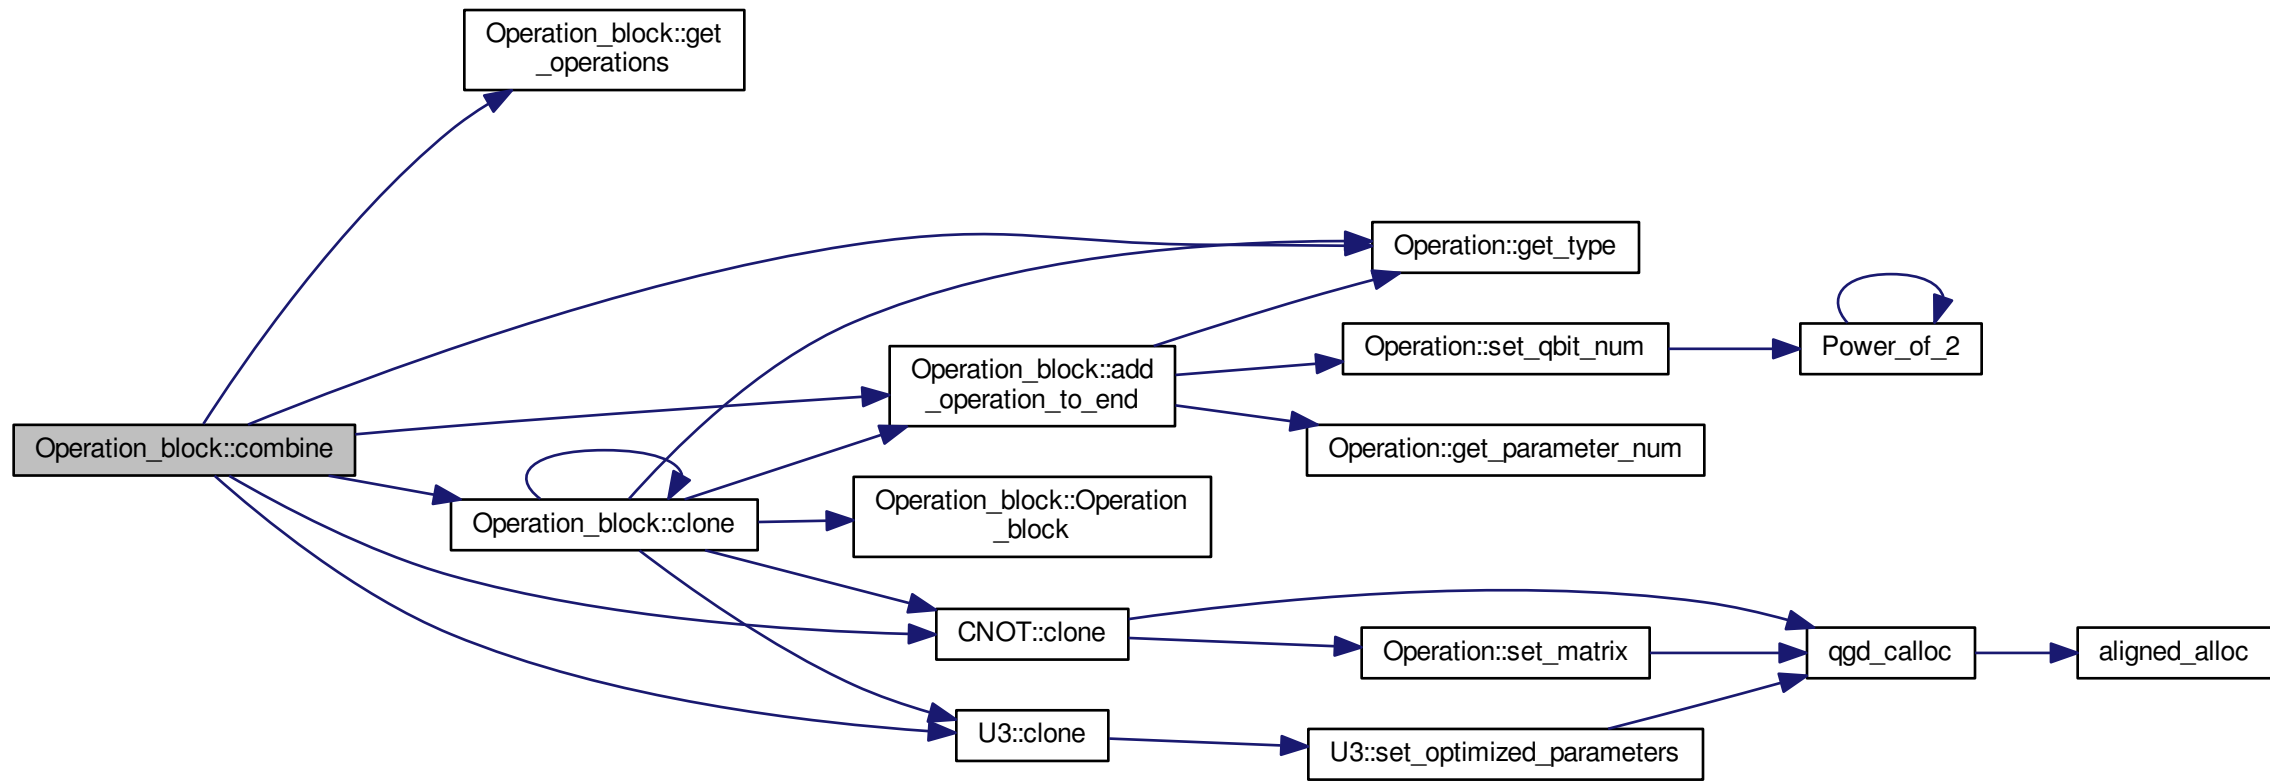 Operation_block::get
_operations
Operation::get_type
Operation::set_qbit_num
Power_of_2
Operation_block::add
_operation_to_end
Operation_block::combine
Operation::get_parameter_num
Operation_block::clone
Operation_block::Operation
_block
CNOT::clone
Operation::set_matrix
qgd_calloc
aligned_alloc
U3::clone
U3::set_optimized_parameters